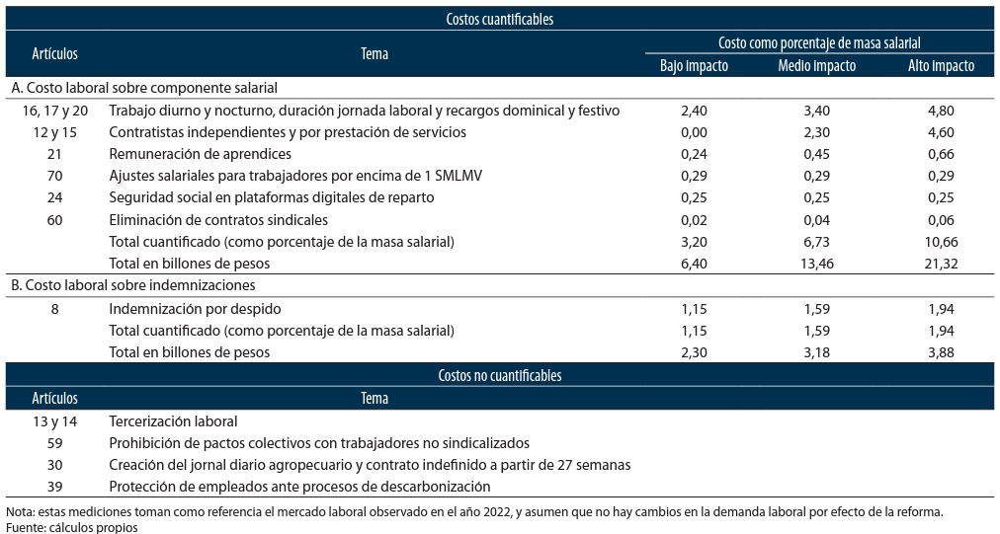 Costos cuantificables
Artículos Tema Costo como porcentaje de masa salarial
Bajo impacto Medio impacto Alto impacto
A. Costo laboral sobre componente salarial
16, 17 y 20 Trabajo diurno y nocturno, duración jornada laboral y recargos dominical y festivo 2,40 3,40 4,80
12 y 15 Contratistas independientes y por prestación de servicios 0,00 2,30 4,60
21 Remuneración de aprendices 0,24 0,45 0,66
70 Ajustes salariales para trabajadores por encima de 1 SMLMV 0,29 0,29 0,29
24 Seguridad social en plataformas digitales de reparto 0,25 0,25 0,25
60 Eliminación de contratos sindicales 0,02 0,04 0,06
Total cuantificado (como porcentaje de la masa salarial) 3,20 6,73 10,66
Total en billones de pesos 6,40 13,46 21,32
B. Costo laboral sobre indemnizaciones
8 Indemnización por despido 1,15 1,59 1,94
Total cuantificado (como porcentaje de la masa salarial) 1,15 1,59 1,94
Total en billones de pesos 2,30 3,18 3,88
Costos no cuantificables
Artículos Tema
13 y 14 Tercerización laboral
59 Prohibición de pactos colectivos con trabajadores no sindicalizados
30 Creación del jornal diario agropecuario y contrato indefinido a partir de 27 semanas
39 Protección de empleados ante procesos de descarbonización
Nota: estas mediciones toman como referencia el mercado laboral observado en el año 2022, y asumen que no hay cambios en la demanda laboral por efecto de la reforma.
Fuente: cálculos propios